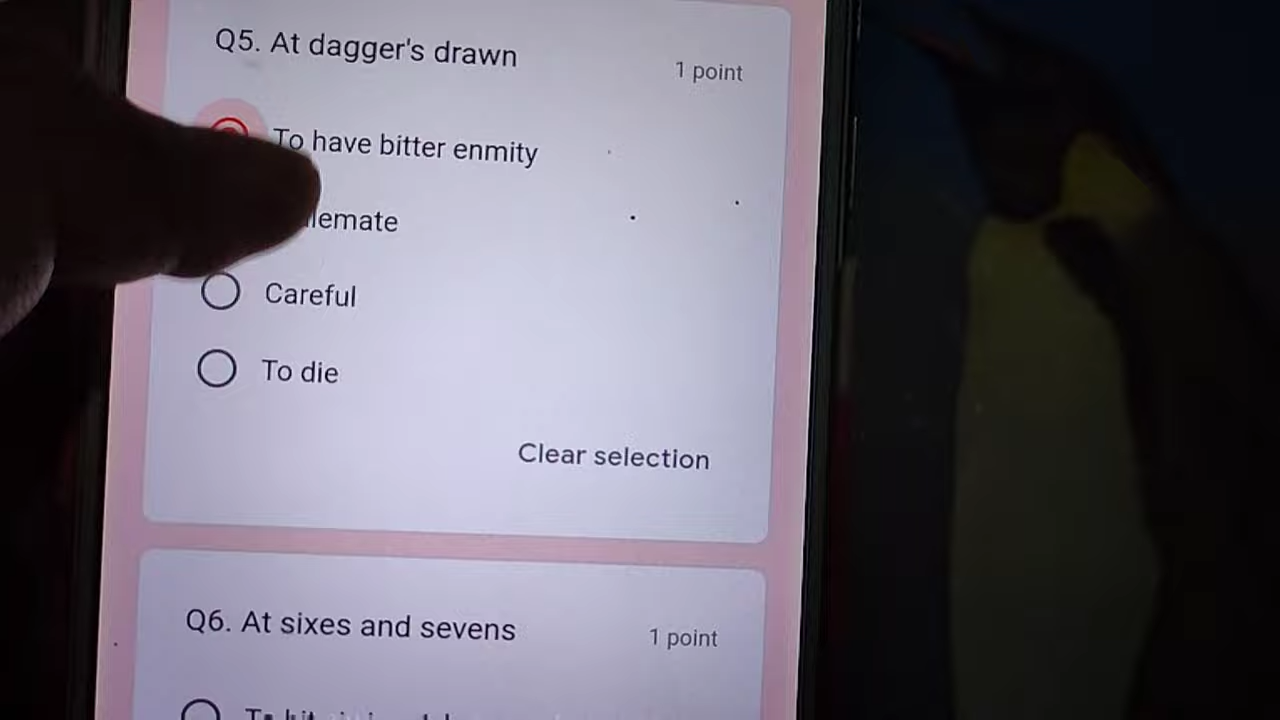 Q5. At dagger's drawn
1 point
To have bitter enmity
Careful
To die
Clear selection
Q6. At sixes and sevens
1 point